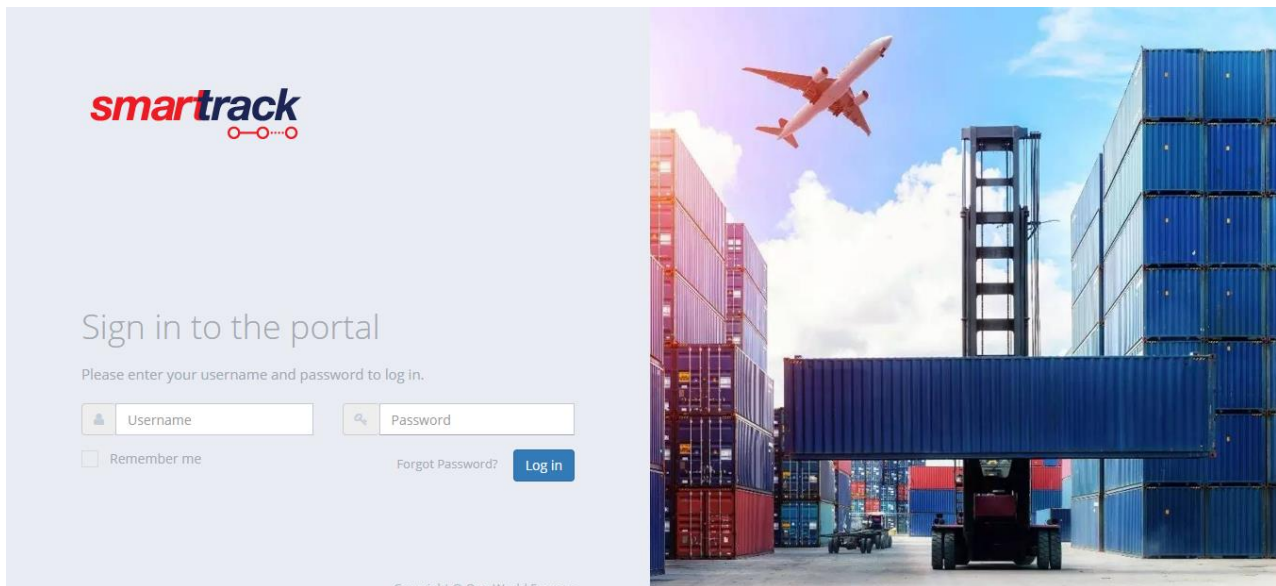 smartrack
Sign in to the portal
Please enter your username and password to log in.
Username
Password
Remember me
Forgot Password?
Log in